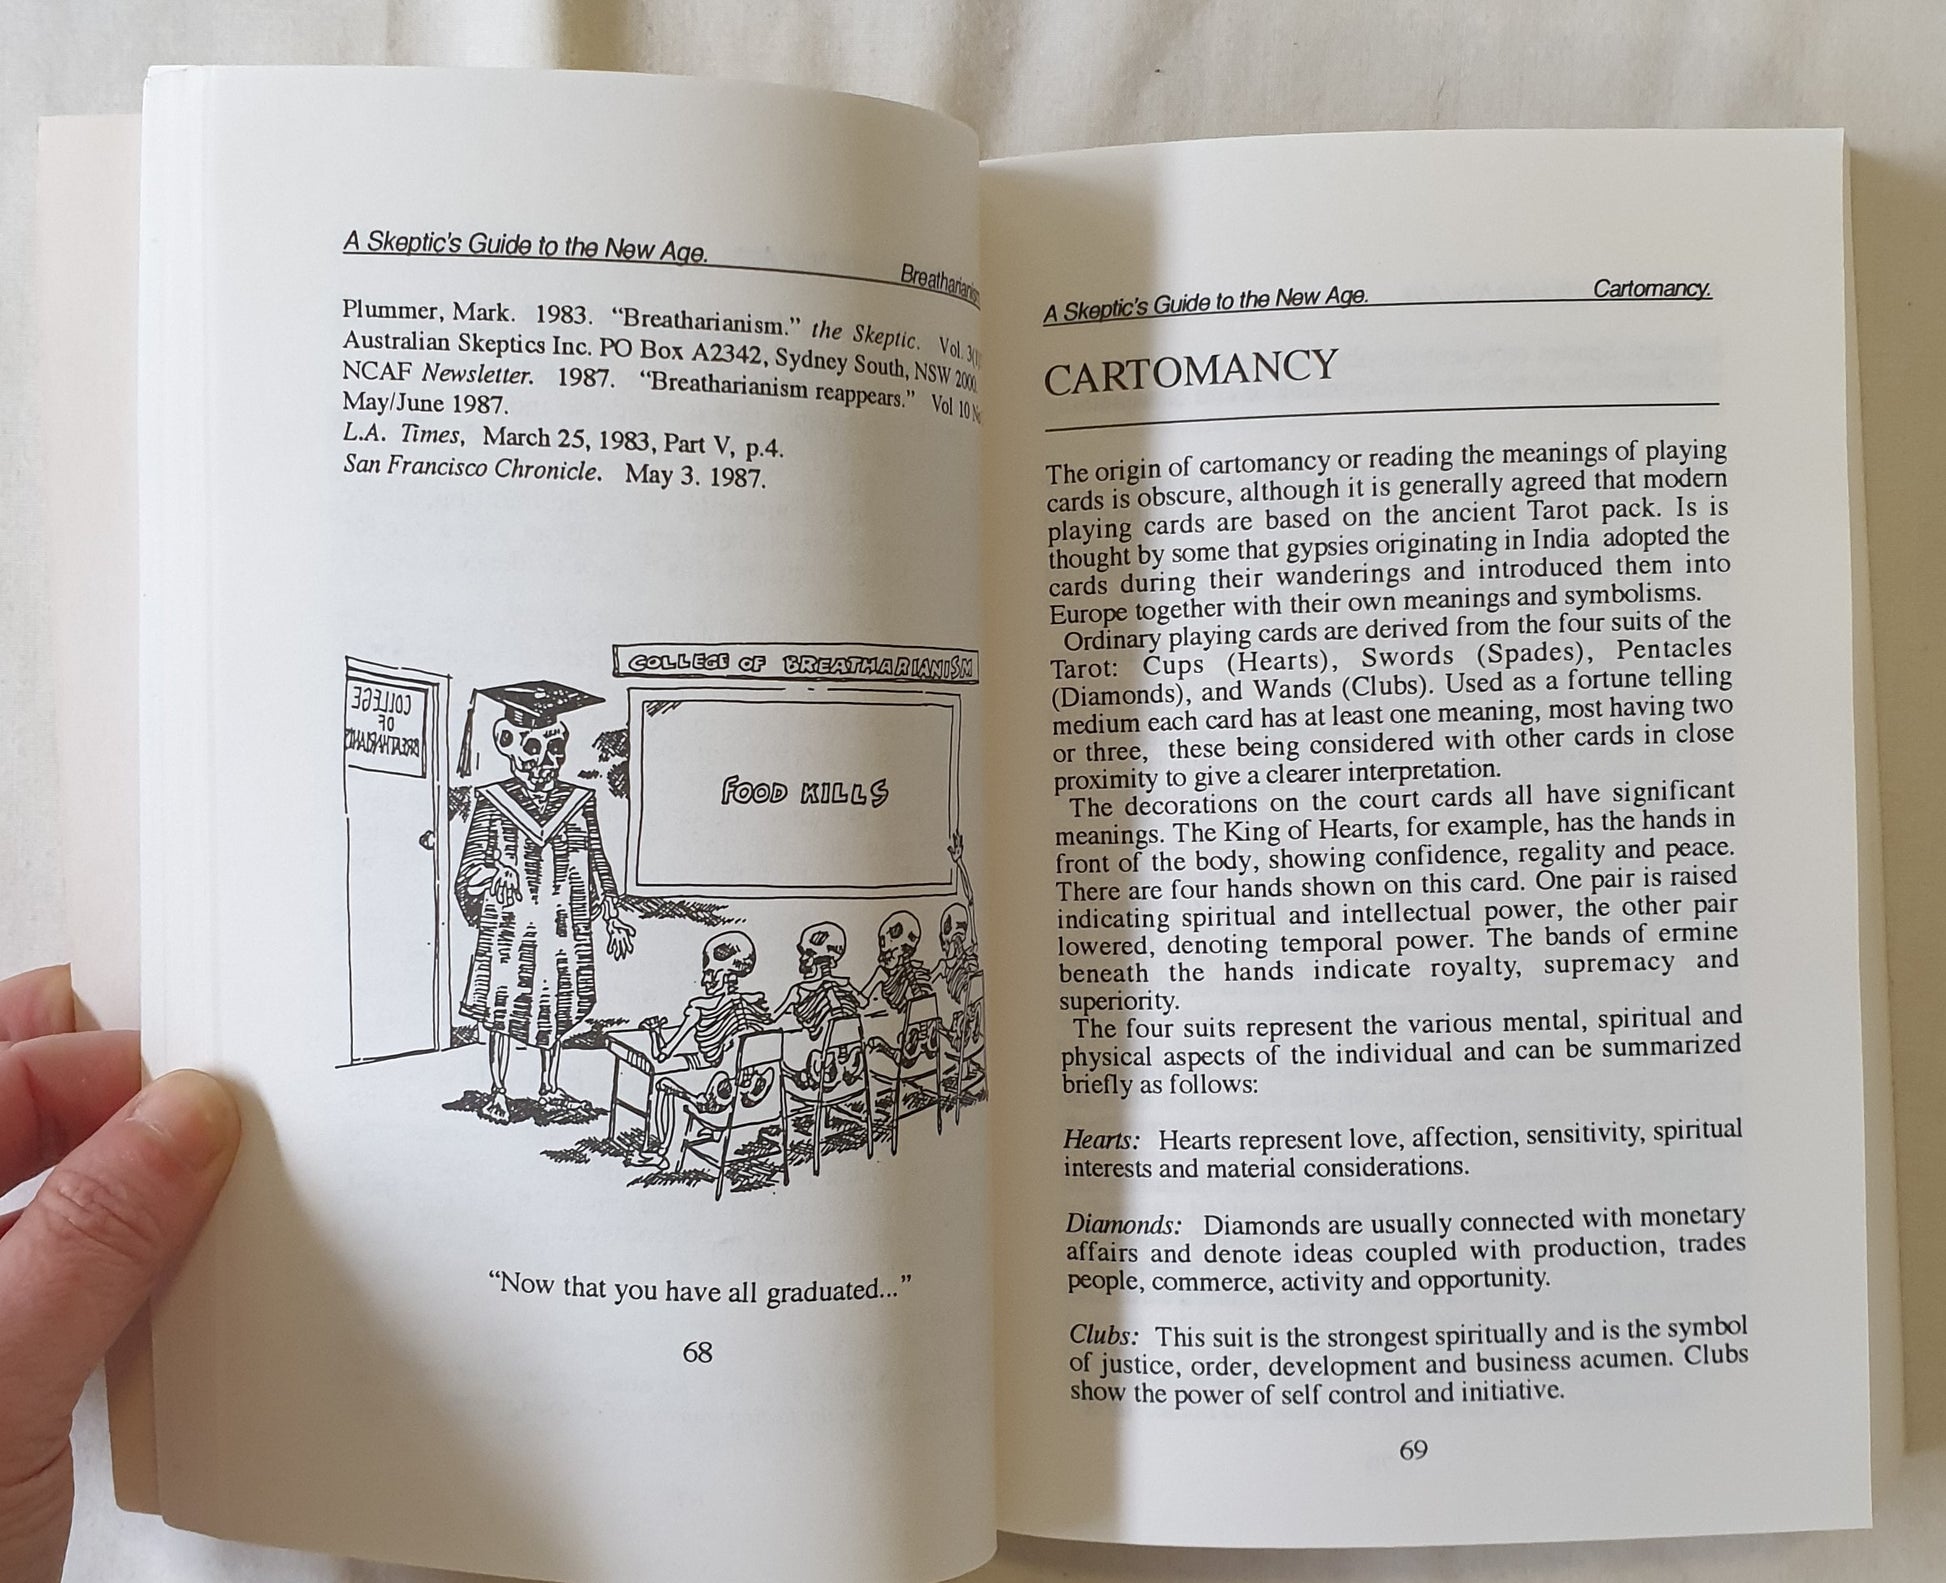 A Skeptic's Guide to the New Age.
Breatharianism
Plummer, Mark. 1983. “Breatharianism.” the Skeptic. Vol.
Australian Skeptics Inc. PO Box A2342, Sydney South, NSW 2000.
NCAF Newsletter. 1987. “Breatharianism reappears.” Vol 10
May/June 1987.
L.A. Times, March 25, 1983, Part V, p.4.
San Francisco Chronicle. May 3. 1987.
COLLEGE OF BREATHARIANISM
COLLEGE
OF
FOOD KILLS
“Now that you have all graduated...”
68
A Skeptic's Guide to the New Age.
Cartomancy.
CARTOMANCY
The origin of cartomancy or reading the meanings of playing
cards is obscure, although it is generally agreed that modern
playing cards are based on the ancient Tarot pack. Is is
thought by some that gypsies originating in India adopted the
cards during their wanderings and introduced them into
Europe together with their own meanings and symbolisms.
Ordinary playing cards are derived from the four suits of the
Tarot: Cups (Hearts), Swords (Spades), Pentacles
(Diamonds), and Wands (Clubs). Used as a fortune telling
medium each card has at least one meaning, most having two
or three, these being considered with other cards in close
proximity to give a clearer interpretation.
The decorations on the court cards all have significant
meanings. The King of Hearts, for example, has the hands in
front of the body, showing confidence, regality and peace.
There are four hands shown on this card. One pair is raised
indicating spiritual and intellectual power, the other pair
lowered, denoting temporal power. The bands of ermine
beneath the hands indicate royalty, supremacy and
superiority.
The four suits represent the various mental, spiritual and
physical aspects of the individual and can be summarized
briefly as follows:
Hearts: Hearts represent love, affection, sensitivity, spiritual
interests and material considerations.
Diamonds: Diamonds are usually connected with monetary
affairs and denote ideas coupled with production, trades
people, commerce, activity and opportunity.
Clubs: This suit is the strongest spiritually and is the symbol
of justice, order, development and business acumen. Clubs
show the power of self control and initiative.
69